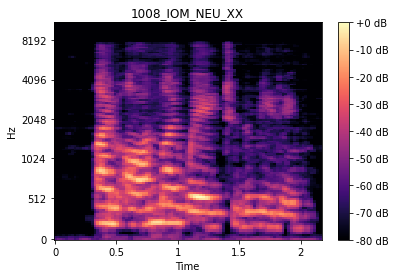 1008_IOM_NEU_XX
+0 dB
8192
-10 dB
4096
-20 dB
-30 dB
2048
Hz
-40 dB
1024
-50 dB
512
-60 dB
-70 dB
0
-80 dB
0
0.5
1
1.5
2
Time